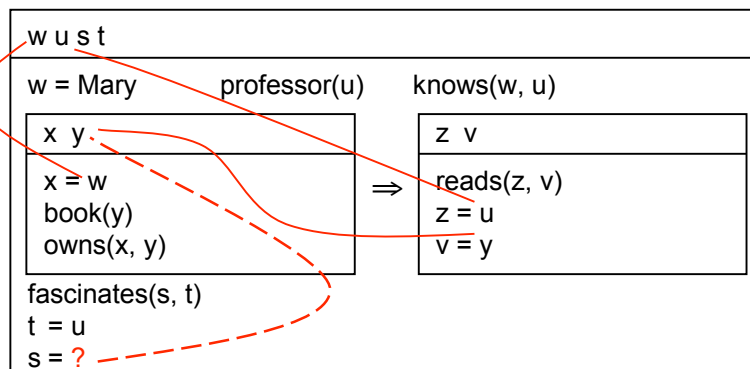 w u s t
w = Mary professor(u) knows(w, u)
x y
x = w
book(y)
owns(x, y)
⇒
z v
reads(z, v)
z = u
v = y
fascinates(s, t)
t = u
s = ?